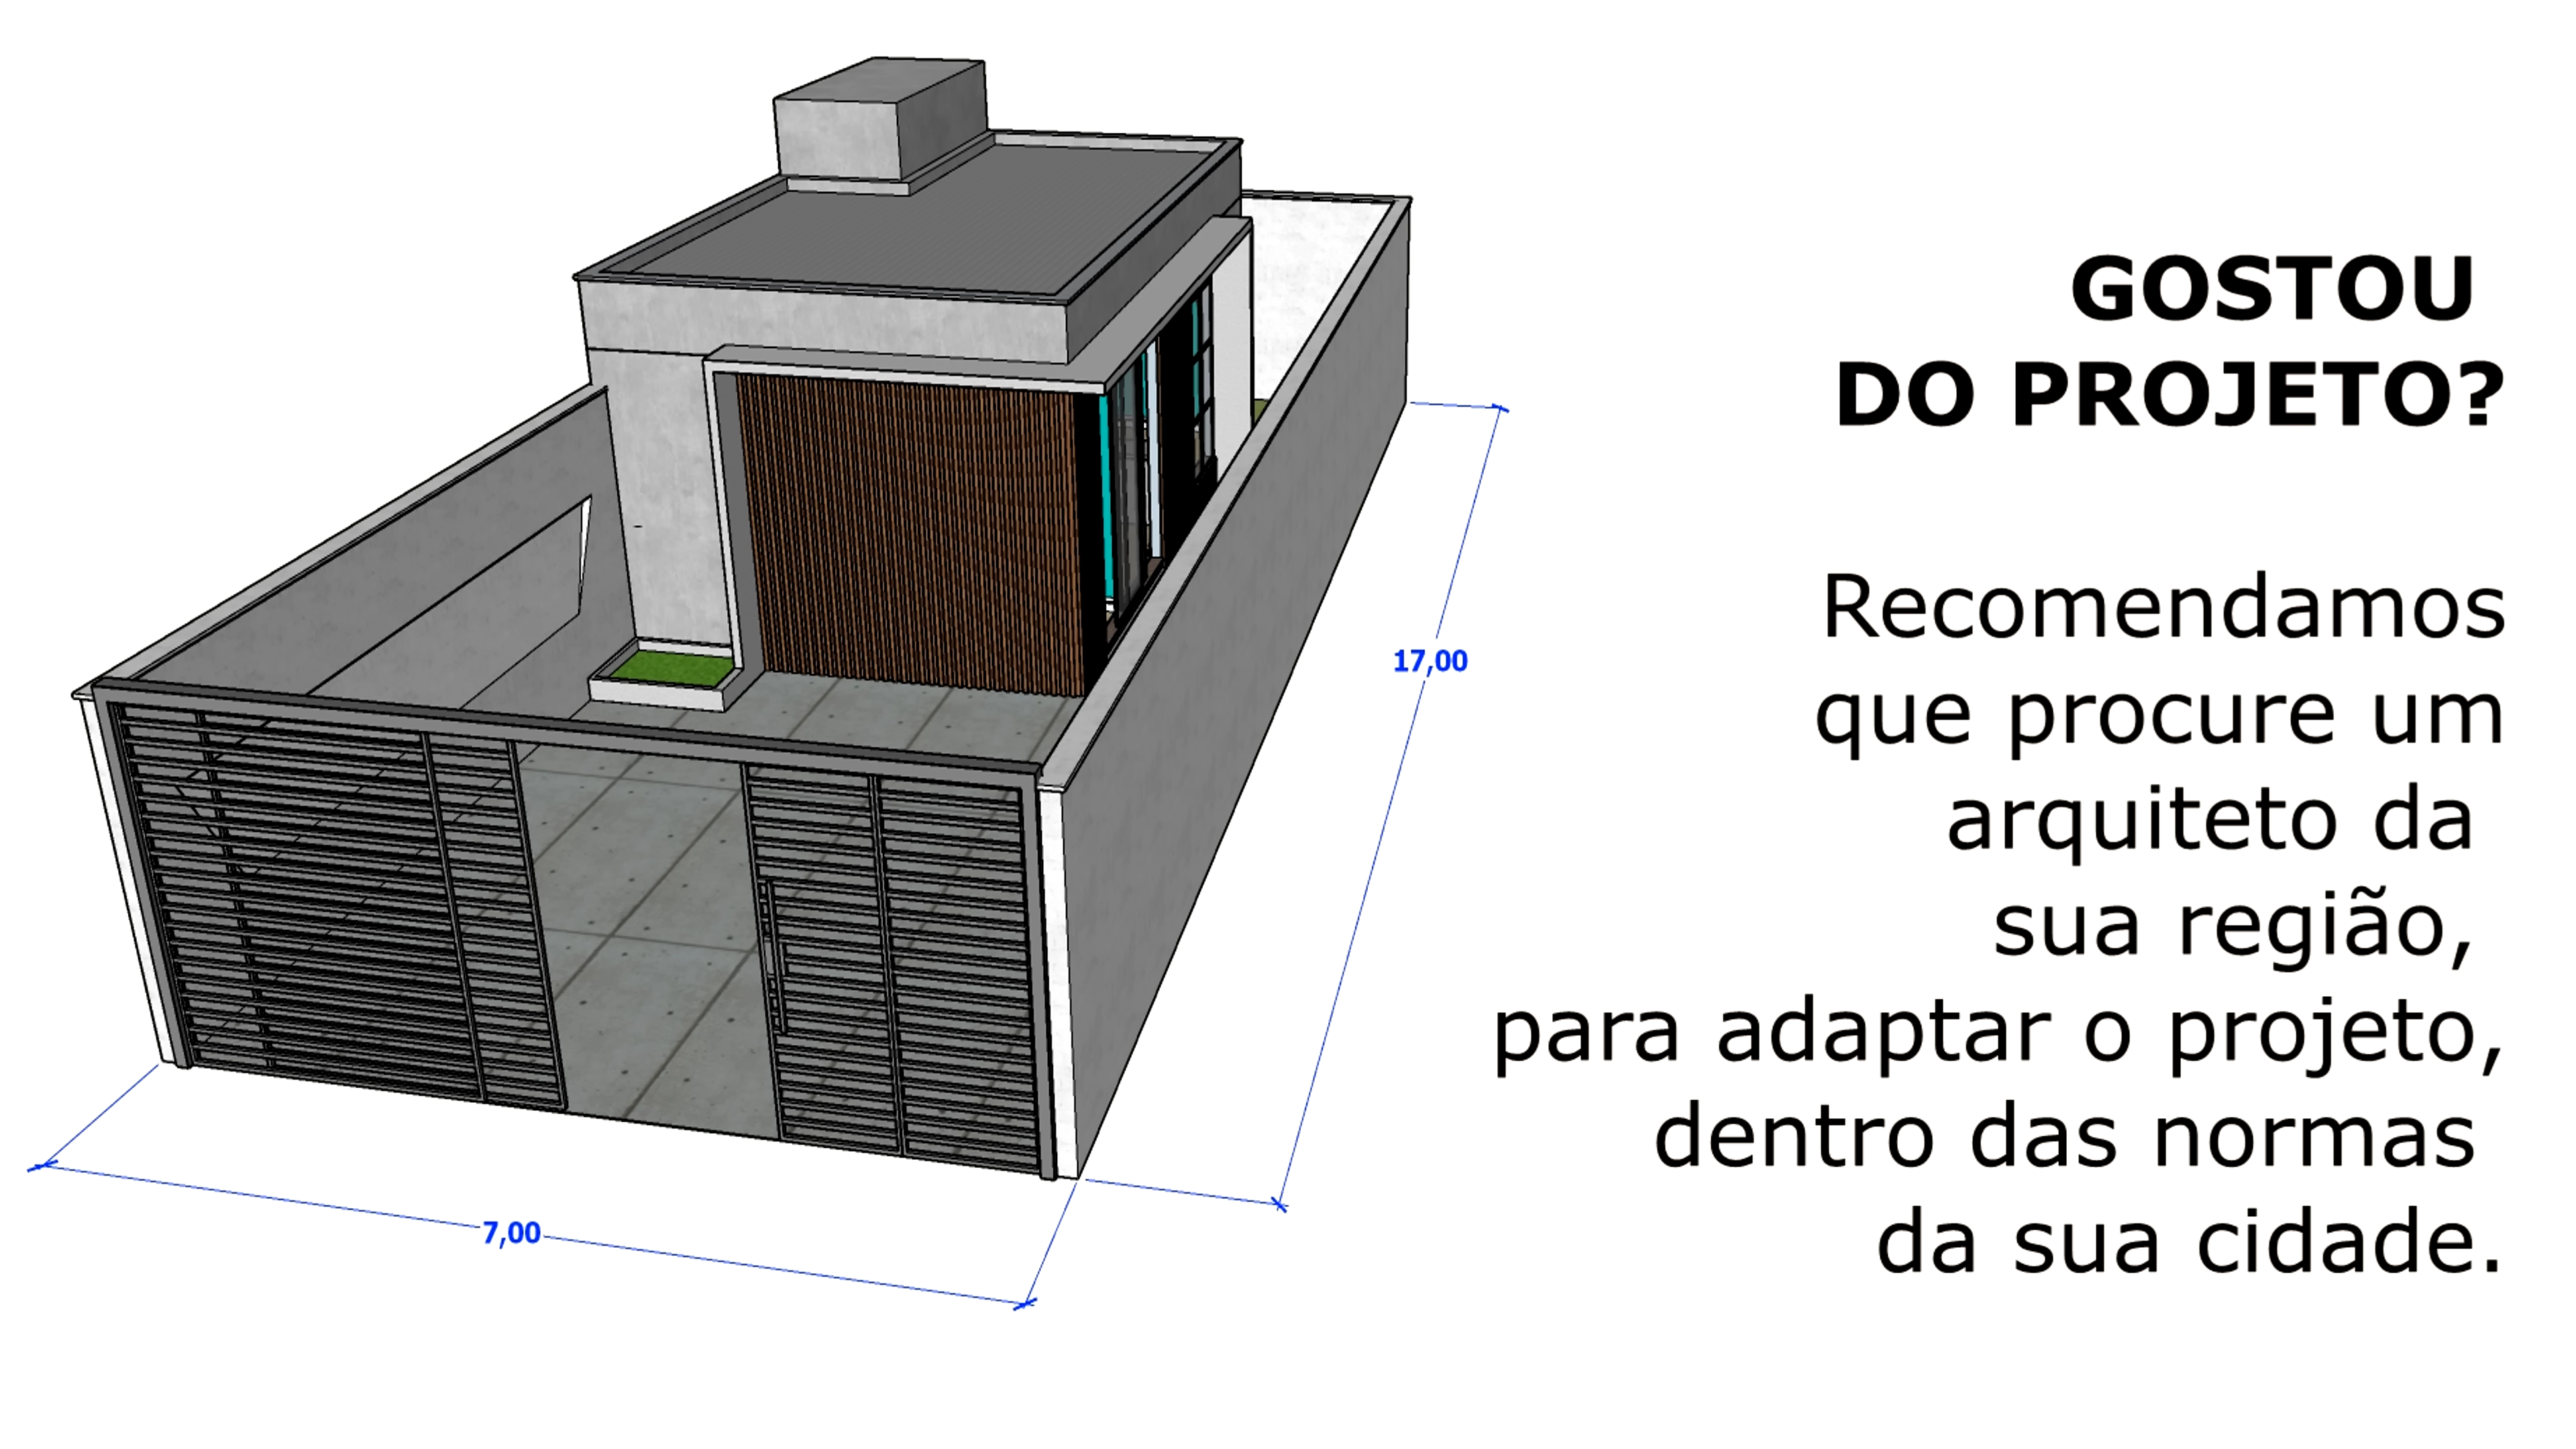 GOSTOU
DO PROJETO?
Recomendamos
que procure um
arquiteto da
sua região,
para adaptar o projeto,
dentro das normas
da sua cidade.
17,00
7,00